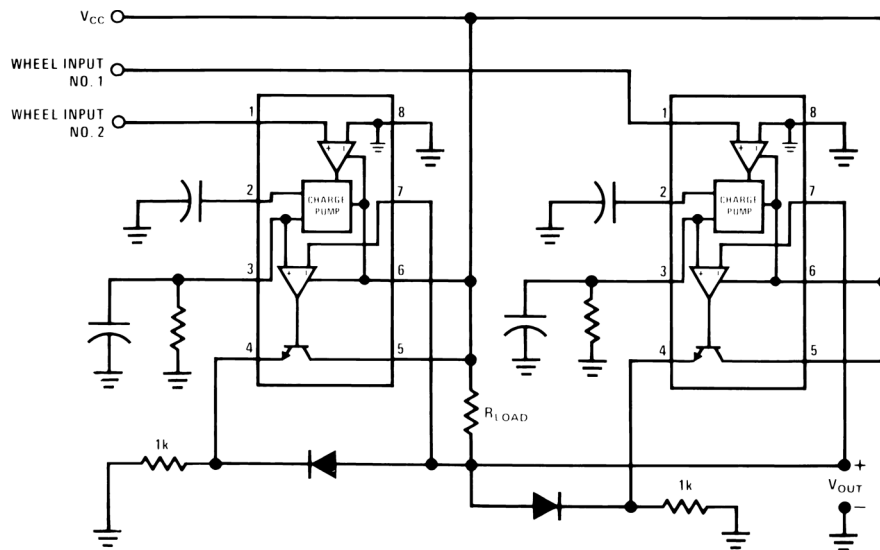 VCC
WHEEL INPUT
NO. 1
WHEEL INPUT
NO. 2
1
8
+ −
2
CHARGE
PUMP
7
3
+ −
6
4
5
1
8
+ −
2
CHARGE
PUMP
7
3
+ −
6
4
5
RLOAD
1k
1k
+
VOUT
−